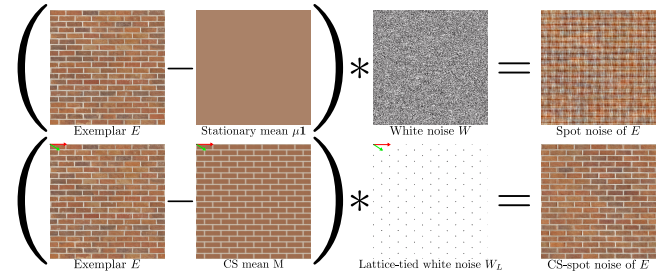 ( Exemplar E − Stationary mean μ1 ) * White noise W = Spot noise of E
( Exemplar E − CS mean M ) * Lattice-tied white noise W_L = CS-spot noise of E